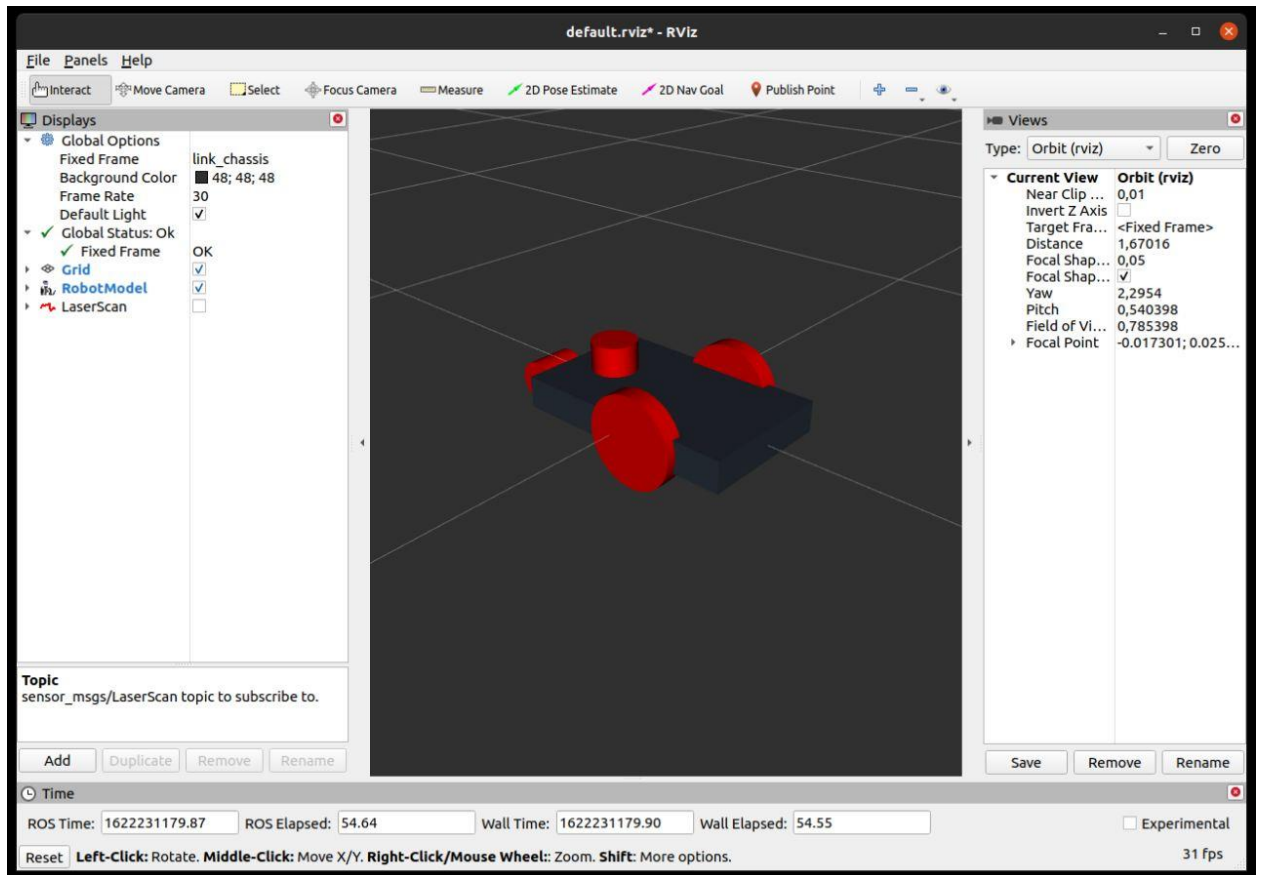 default.rviz* - RViz
File Panels Help
Interact Move Camera Select Focus Camera Measure 2D Pose Estimate 2D Nav Goal Publish Point
Displays
Global Options
Fixed Frame link_chassis
Background Color 48; 48; 48
Frame Rate 30
Default Light
Global Status: Ok
Fixed Frame OK
Grid
RobotModel
LaserScan
Topic
sensor_msgs/LaserScan topic to subscribe to.
Add Duplicate Remove Rename
Views
Type: Orbit (rviz) Zero
Current View Orbit (rviz)
Near Clip ... 0,01
Invert Z Axis
Target Fra... <Fixed Frame>
Distance 1,67016
Focal Shap... 0,05
Focal Shap...
Yaw 2,2954
Pitch 0,540398
Field of Vi... 0,785398
Focal Point -0.017301; 0.025...
Save Remove Rename
Time
ROS Time: 1622231179.87 ROS Elapsed: 54.64 Wall Time: 1622231179.90 Wall Elapsed: 54.55 Experimental
Reset Left-Click: Rotate. Middle-Click: Move X/Y. Right-Click/Mouse Wheel:: Zoom. Shift: More options. 31 fps